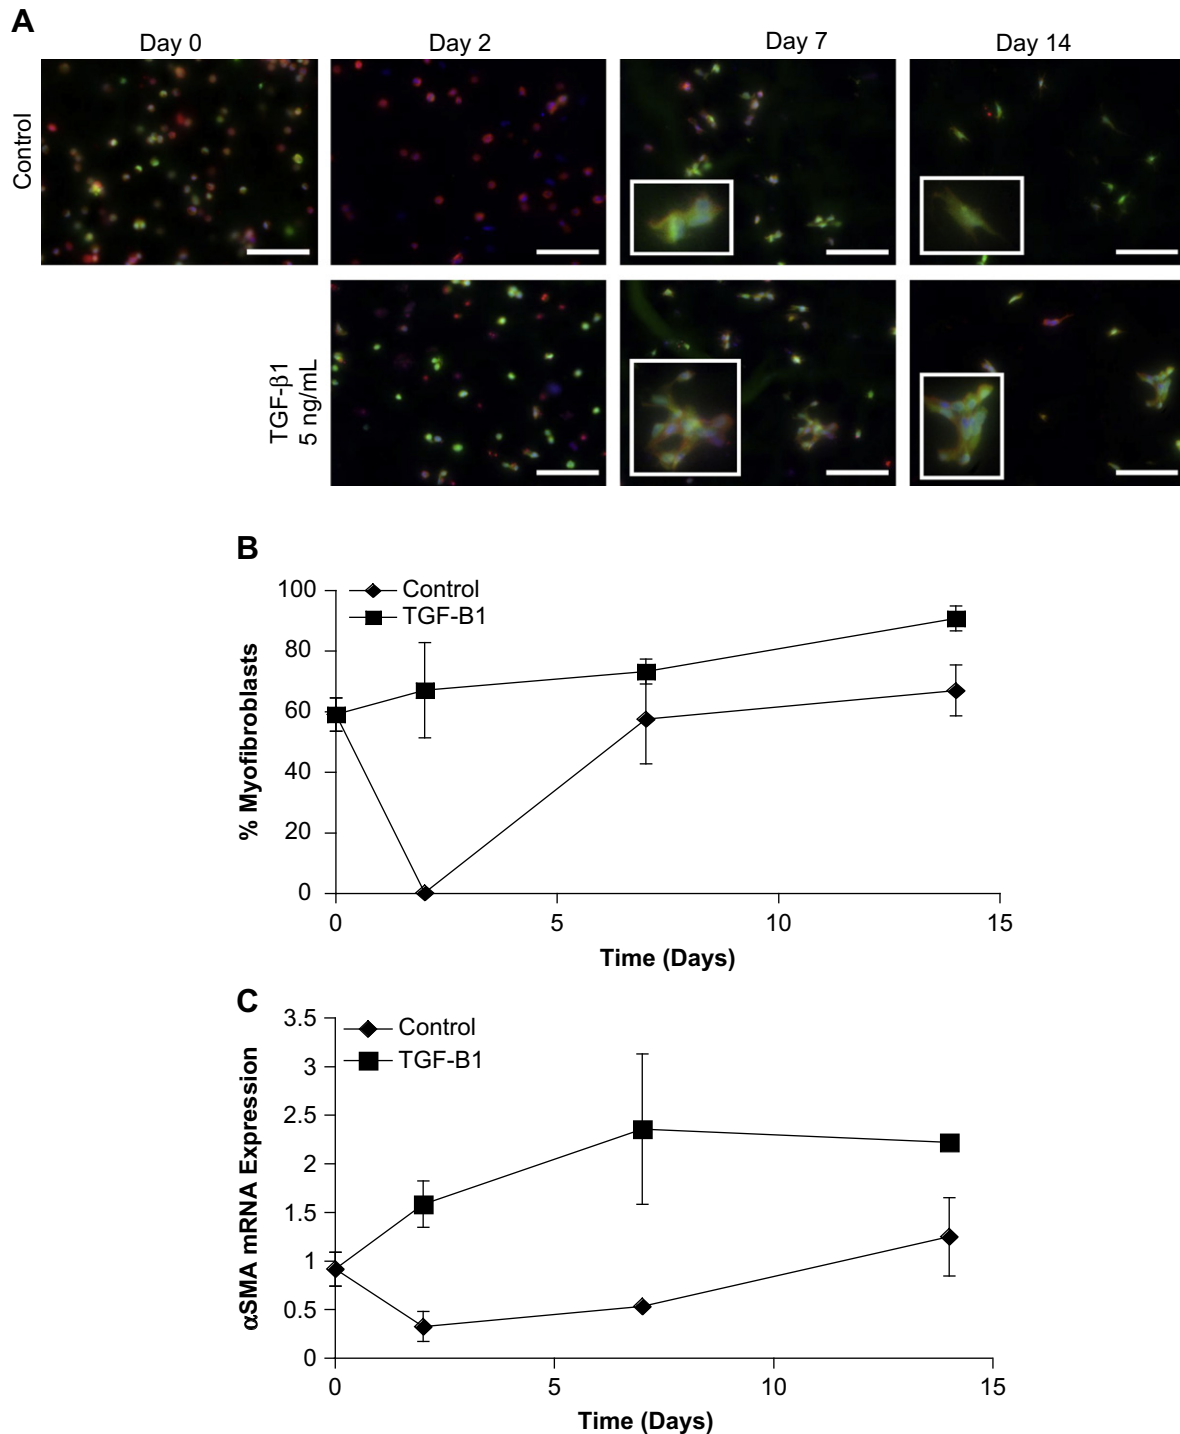 A
Day 0
Day 2
Day 7
Day 14
Control
TGF-β1
5 ng/mL
B
Control
TGF-B1
100
80
60
40
20
0
% Myofibroblasts
0 5 10 15
Time (Days)
C
Control
TGF-B1
3.5
3
2.5
2
1.5
1
0.5
0
αSMA mRNA Expression
0 5 10 15
Time (Days)